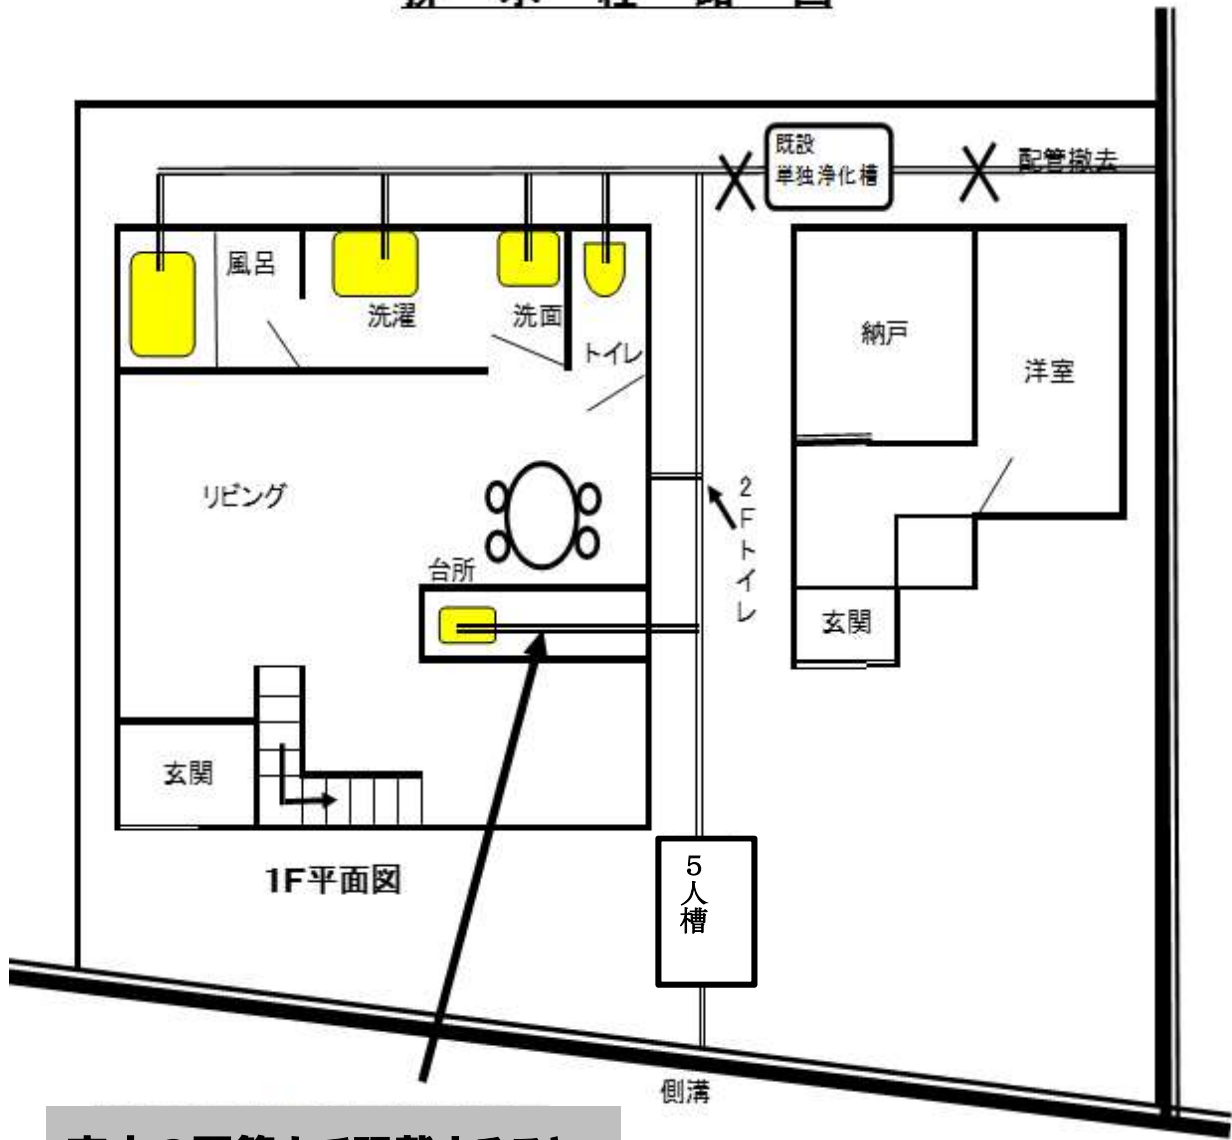 既設
単独浄化槽
配管撤去
風呂
洗濯
洗面
トイレ
納戸
洋室
リビング
2Fトイレ
台所
玄関
玄関
1F平面図
5人槽
側溝